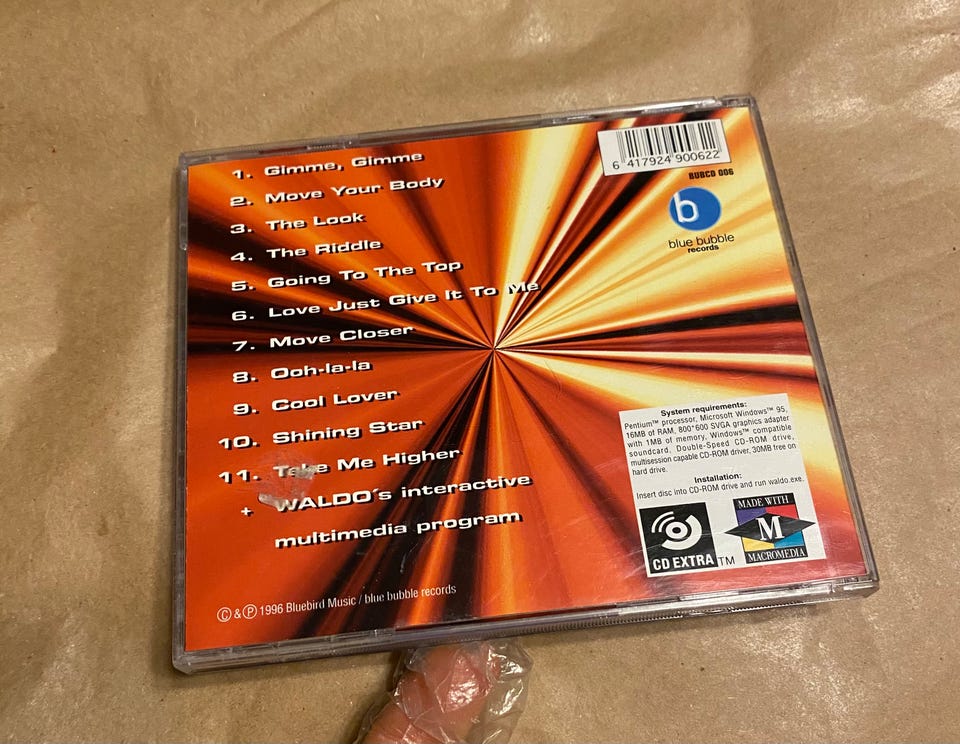 1. Gimme, Gimme
2. Move Your Body
3. The Look
4. The Riddle
5. Going To The Top
6. Love Just Give It To Me
7. Move Closer
8. Ooh-la-la
9. Cool Lover
10. Shining Star
11. Take Me Higher
+ WALDO's interactive
multimedia program
© & ℗ 1996 Bluebird Music / blue bubble records
6 417924 900622
BUBCD 006
b
blue bubble
records
System requirements:
Pentium™ processor, Microsoft Windows™ 95,
16MB of RAM, 800*600 SVGA graphics adapter
with 1MB of memory, Windows™ compatible
soundcard, Double-Speed CD-ROM drive,
multisession capable CD-ROM driver, 30MB free on
hard drive.
Installation:
Insert disc into CD-ROM drive and run waldo.exe.
CD EXTRA TM
MADE WITH
M
MACROMEDIA